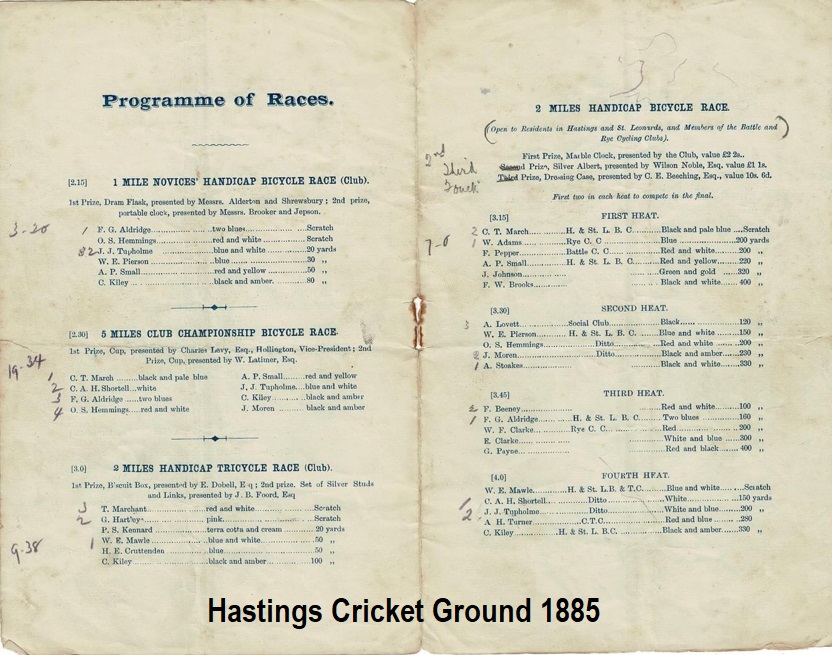 Programme of Races.
[2.15] 1 MILE NOVICES' HANDICAP BICYCLE RACE (Club).
1st Prize, Dram Flask, presented by Messrs. Alderton and Shrewsbury; 2nd prize,
portable clock, presented by Messrs. Brooker and Jepson.
3-20
1 F. G. Aldridge two blues Scratch
O. S. Hemmings red and white Scratch
2 J. J. Tupholme blue and white 20 yards
W. E. Pierson blue 30 „
A. P. Small red and yellow 50 „
C. Kiley black and amber. 80 „
[2.30] 5 MILES CLUB CHAMPIONSHIP BICYCLE RACE.
1st Prize, Cup, presented by Charles Levy, Esq., Hollington, Vice-President; 2nd
Prize, Cup, presented by W. Latimer, Esq.
19-34
1 C. T. March black and pale blue A. P. Small red and yellow
2 C. A. H. Shortell white J. J. Tupholme blue and white
3 F. G. Aldridge two blues C. Kiley black and amber
4 O. S. Hemmings red and white J. Moren black and amber
[3.0] 2 MILES HANDICAP TRICYCLE RACE (Club).
1st Prize, Biscuit Box, presented by E. Dobell, E q; 2nd prize. Set of Silver Studs
and Links, presented by J. B. Foord, Esq
3 T. Marchant red and white Scratch
2 G. Hartley pink Scratch
P. S. Kennard terra cotta and cream 20 yards
1 W. E. Mawle blue and white 50 „
9-38
H. E. Cruttenden blue 50 „
C. Kiley black and amber 100 „
2 MILES HANDICAP BICYCLE RACE.
(Open to Residents in Hastings and St. Leonards, and Members of the Battle and
Rye Cycling Clubs).
First Prize, Marble Clock, presented by the Club, value £2 2s..
2nd Second Prize, Silver Albert, presented by Wilson Noble, Esq. value £1 1s.
Third Third Prize, Dressing Case, presented by C. E. Beeching, Esq., value 10s. 6d.
First two in each heat to compete in the final.
[3.15] FIRST HEAT.
2 C. T. March H. & St. L. B. C Black and pale blue Scratch
7-0
1 W. Adams Rye C. C Blue 200 yards
F. Pepper Battle C. C Red and white 200 „
A. P. Small H. & St. L. B. C. Red and yellow 220 „
J. Johnson Green and gold 320 „
F. W. Brooks Black and white 400 „
[3.30] SECOND HEAT.
3 A. Lovett Social Club Black 120 „
W. E. Pierson H. & St. L. B. C Blue and white 150 „
O. S. Hemmings Ditto Red and white 200 „
2 J. Moren Ditto Black and amber 230 „
1 A. Stoakes Black and white 330 „
[3.45] THIRD HEAT.
2 F. Beeney Red and white 100 „
1 F. G. Aldridge H. & St. L. B. C Two blues 160 „
W. F. Clarke Rye C. C. Red 200 „
E. Clarke White and blue 300 „
G. Payne Red and black 400 „
[4.0] FOURTH HEAT.
W. E. Mawle H. & St. L.B. & T.C. Blue and white Scratch
1 C. A. H. Shortell Ditto White 150 yards
2 J. J. Tupholme Ditto White and blue 200 „
A. H. Turner C.T.C. Red and blue 280 „
C. Kiley H. & St. L. B.C. Black and amber 330 „
Hastings Cricket Ground 1885